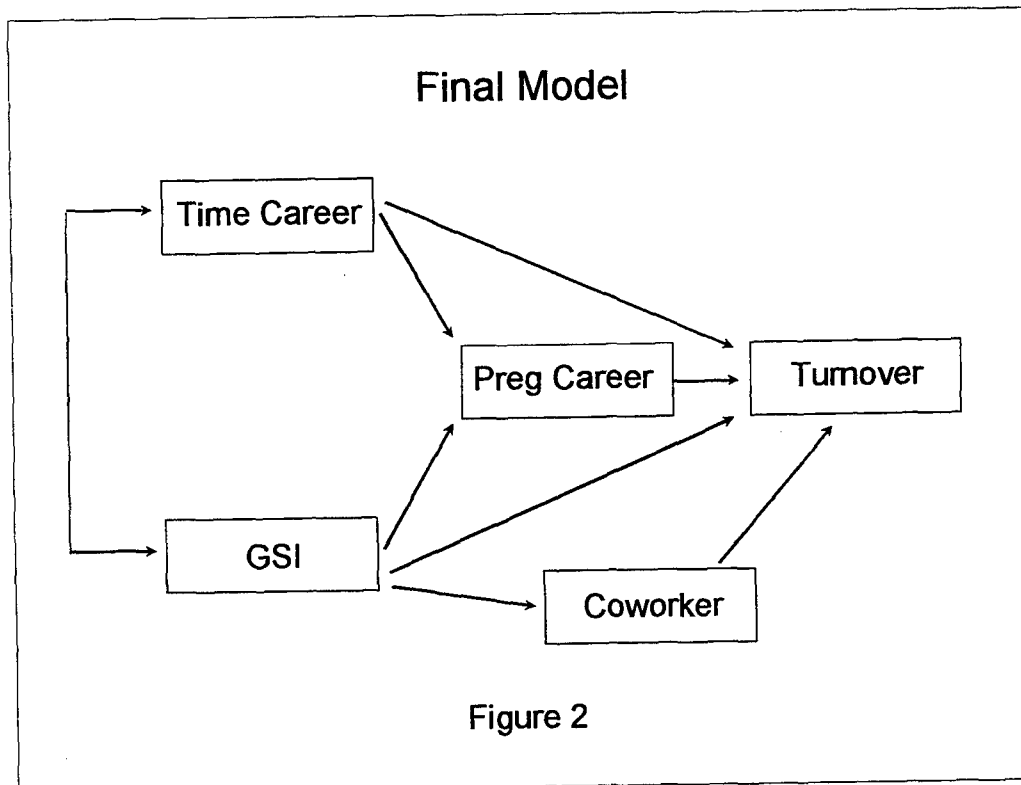 Final Model
Time Career
Preg Career
Turnover
GSI
Coworker
Figure 2